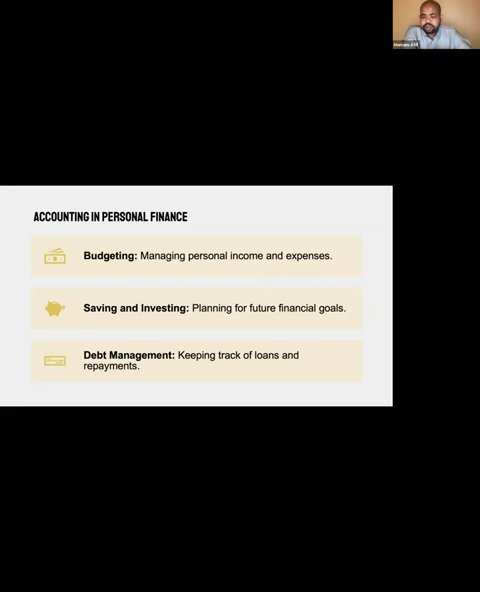 ACCOUNTING IN PERSONAL FINANCE
Budgeting: Managing personal income and expenses.
Saving and Investing: Planning for future financial goals.
Debt Management: Keeping track of loans and
repayments.